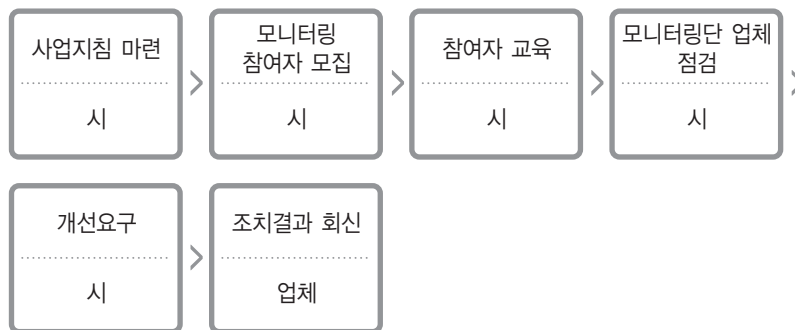 사업지침 마련
시
모니터링
참여자 모집
시
참여자 교육
시
모니터링단 업체
점검
시
개선요구
시
조치결과 회신
업체